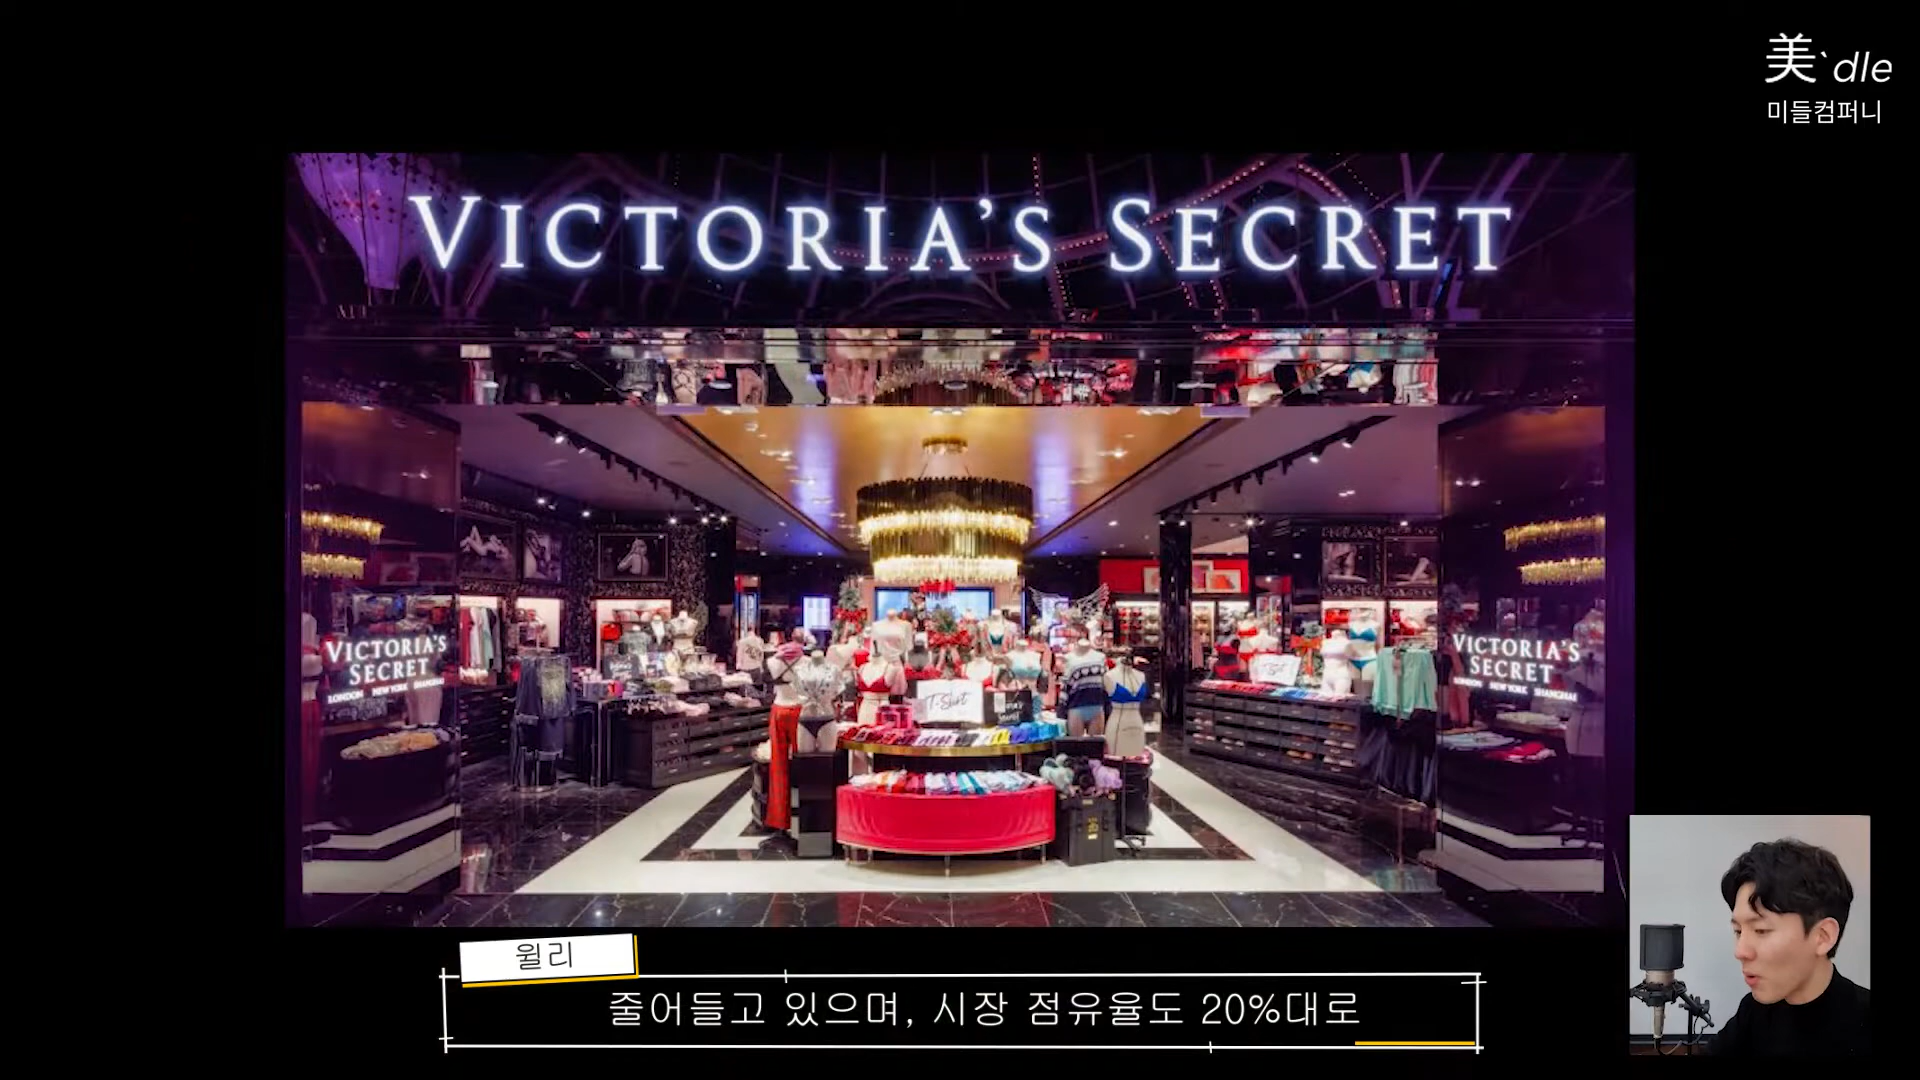 美`dle
미들컴퍼니
VICTORIA'S SECRET
VICTORIA'S
SECRET
LONDON NEW YORK SHANGHAI
VICTORIA'S
SECRET
LONDON NEW YORK SHANGHAI
T-Shirt
윌리
줄어들고 있으며, 시장 점유율도 20%대로